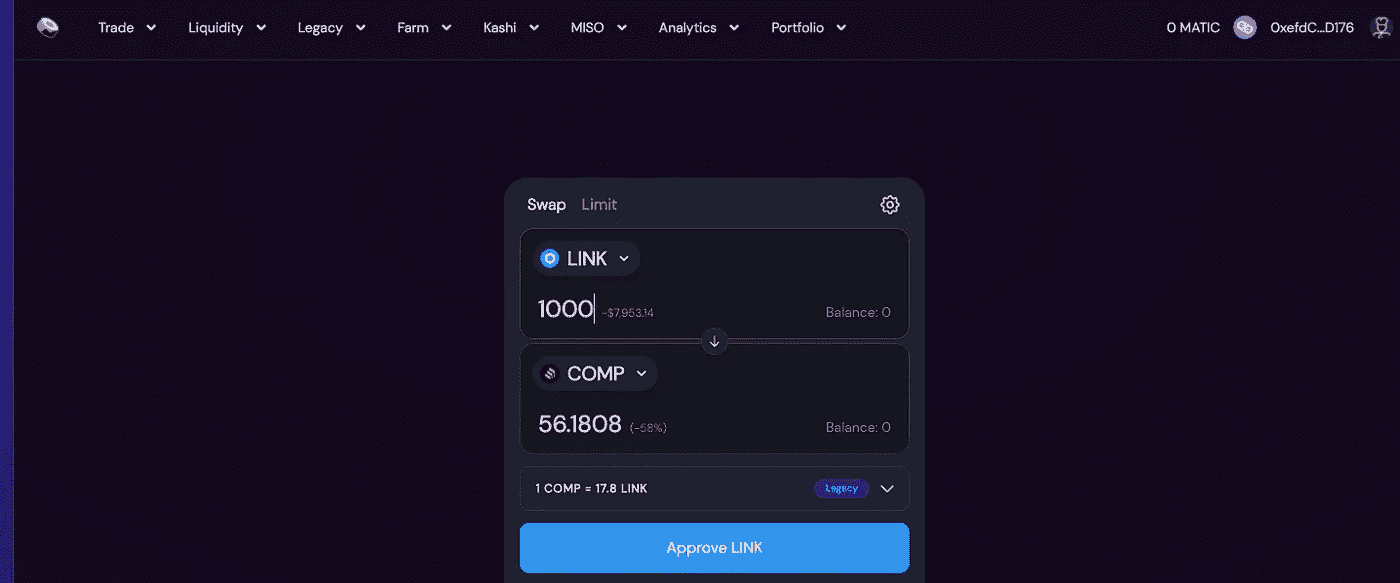 Trade Liquidity Legacy Farm Kashi MISO Analytics Portfolio 0 MATIC 0xefdC...D176
Swap Limit
LINK
1000 ~$7,953.14 Balance: 0
COMP
56.1808 (-58%) Balance: 0
1 COMP = 17.8 LINK Legacy
Approve LINK